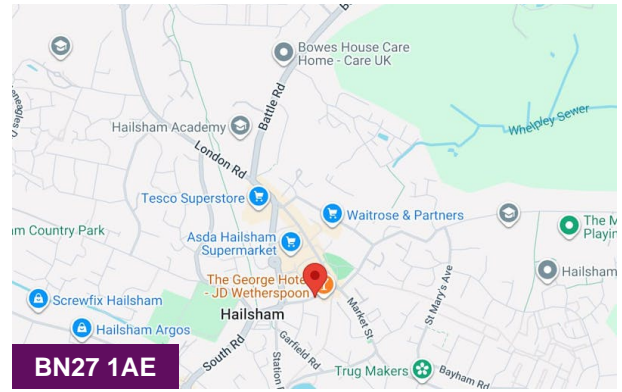 Bowes House Care
Home - Care UK
Battle Rd
Hailsham Academy
London Rd
Whelpley Sewer
Tesco Superstore
Waitrose & Partners
Asda Hailsham
Supermarket
am Country Park
The M
Playin
Hailsham
The George Hote
- JD Wetherspoon
Market St
St Mary's Ave
Screwfix Hailsham
Hailsham Argos
Hailsham
South Rd
Garfield Rd
Station
Trug Makers
Bayham Rd
BN27 1AE